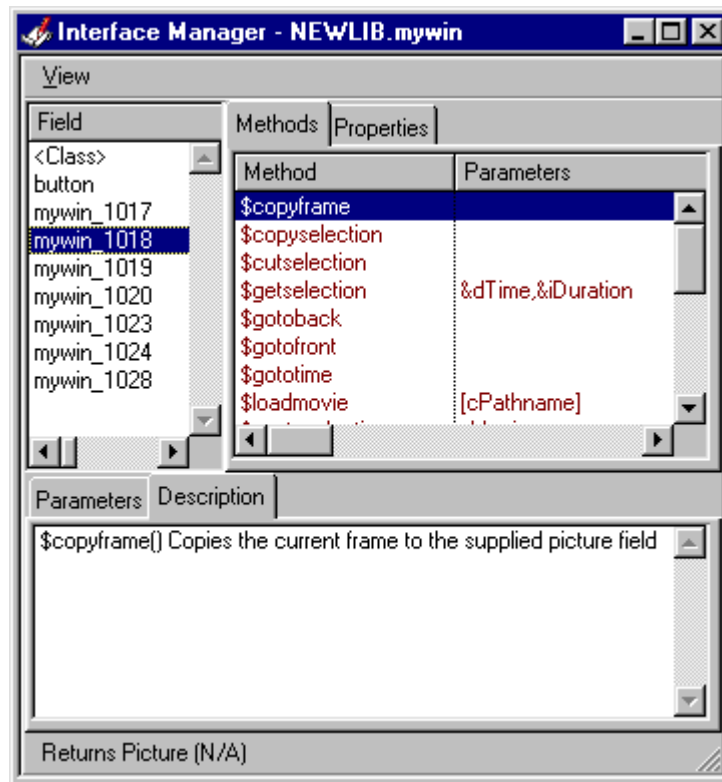 Interface Manager - NEWLIB.mywin
View
Field
<Class>
button
mywin_1017
mywin_1018
mywin_1019
mywin_1020
mywin_1023
mywin_1024
mywin_1028
Methods Properties
Method Parameters
$copyframe
$copyselection
$cutselection
$getselection &dTime,&iDuration
$gotoback
$gotofront
$gototime
$loadmovie [cPathname]
Parameters Description
$copyframe() Copies the current frame to the supplied picture field
Returns Picture (N/A)